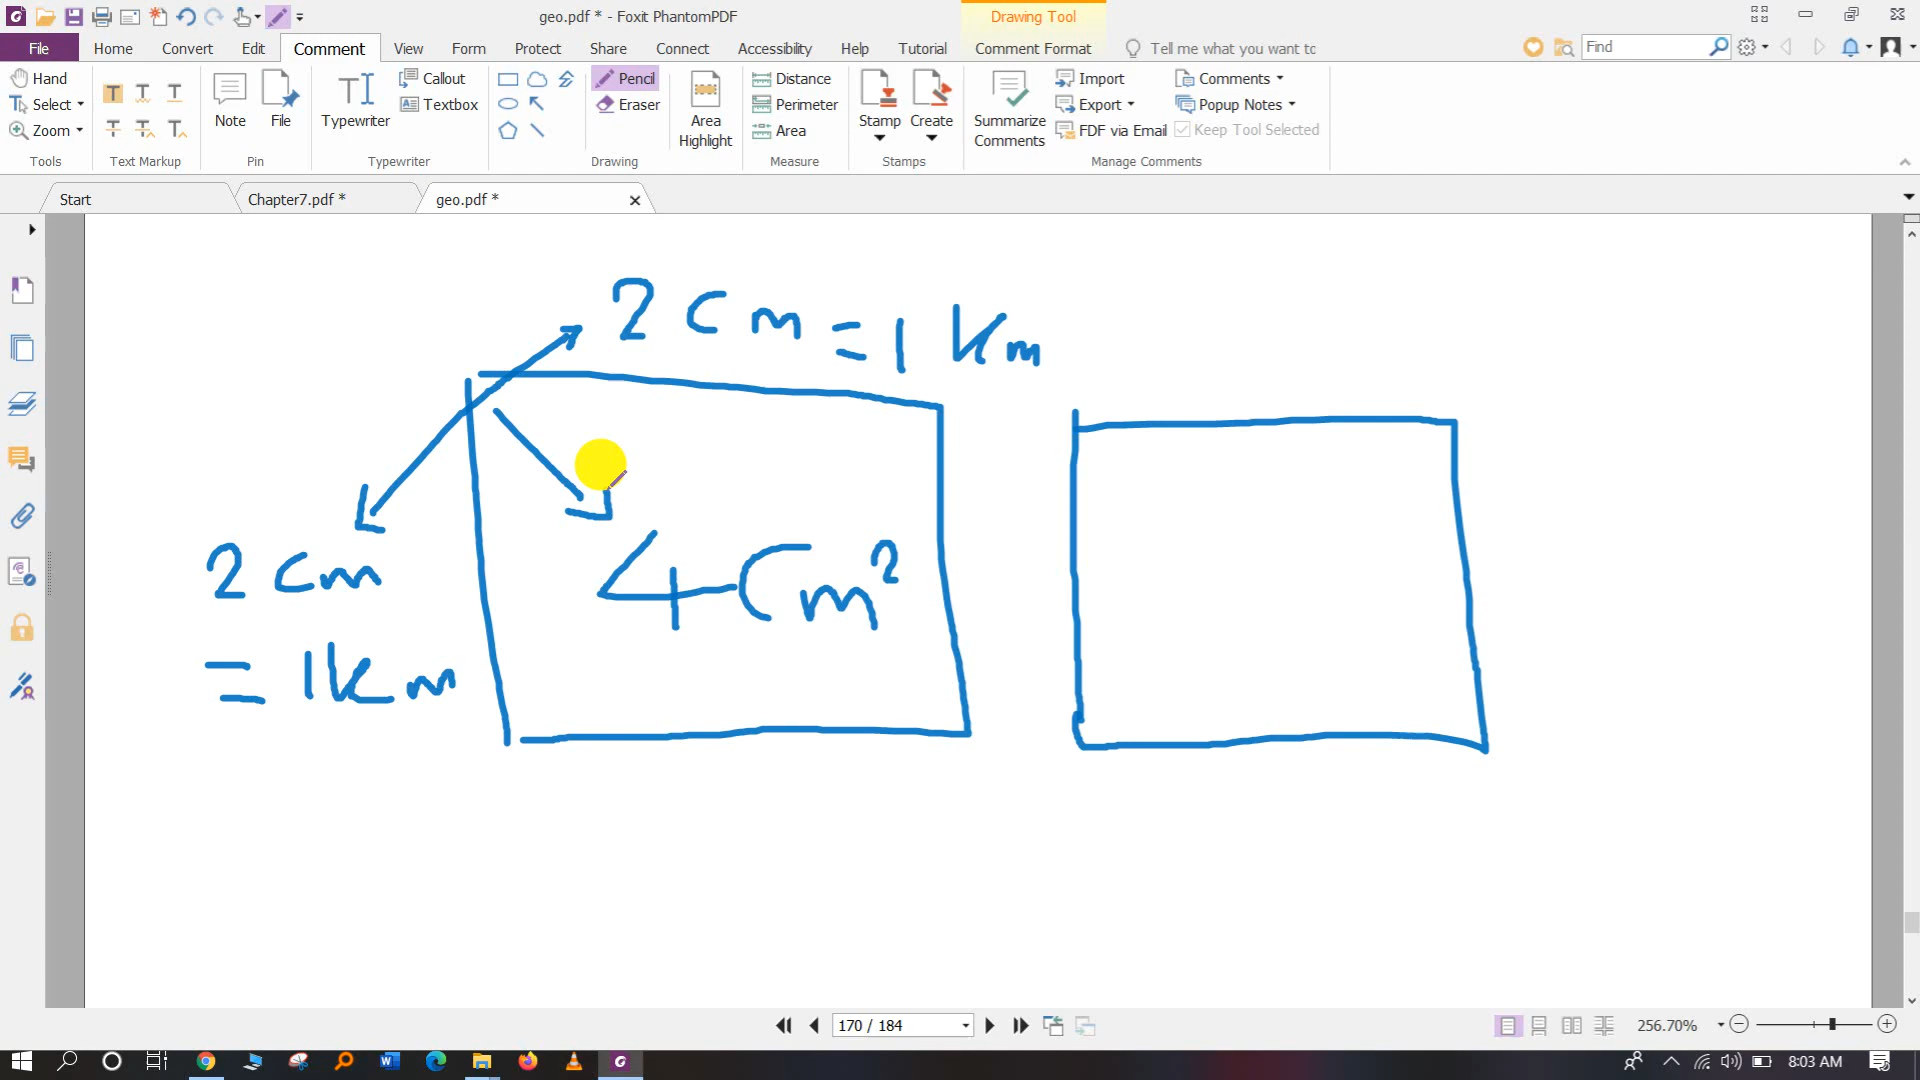 geo.pdf * - Foxit PhantomPDF
Drawing Tool
File Home Convert Edit Comment View Form Protect Share Connect Accessibility Help Tutorial Comment Format Tell me what you want to Find
Hand
Select
Zoom
Tools
Text Markup
Note
File
Pin
Typewriter
Callout
Textbox
Typewriter
Pencil
Eraser
Drawing
Area
Highlight
Distance
Perimeter
Area
Measure
Stamp
Create
Stamps
Summarize
Comments
Import
Export
FDF via Email
Comments
Popup Notes
Keep Tool Selected
Manage Comments
Start
Chapter7.pdf *
geo.pdf *
2 cm = 1 Km
2 cm
= 1km
4 Cm²
170 / 184
256.70%
8:03 AM